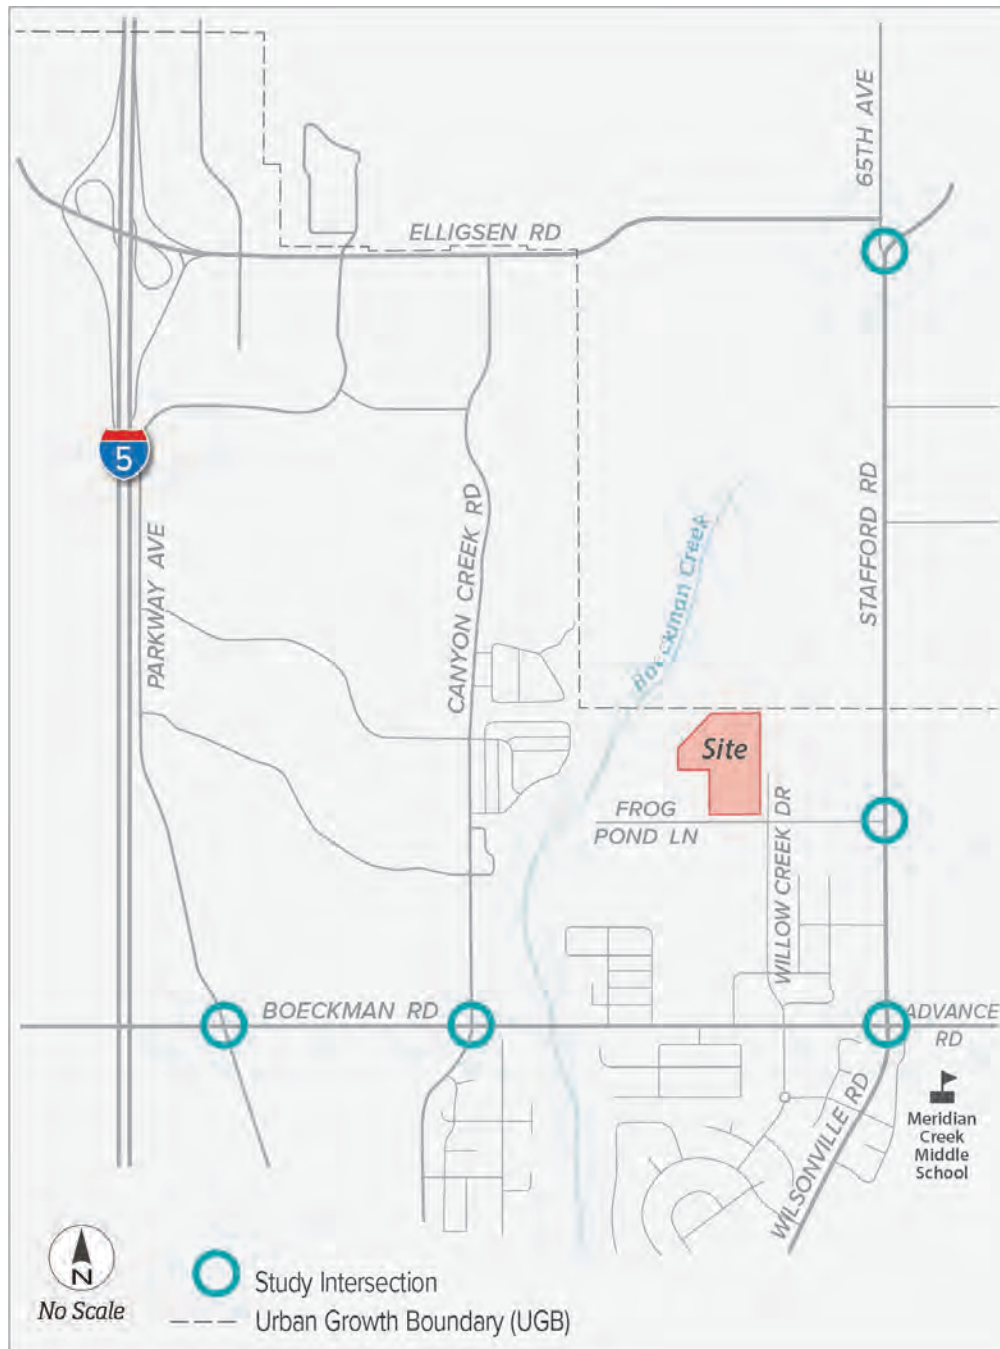 65TH AVE
ELLIGSEN RD
5
PARKWAY AVE
CANYON CREEK RD
Boeckman Creek
STAFFORD RD
Site
FROG
POND LN
WILLOW CREEK DR
BOECKMAN RD
ADVANCE
RD
WILSONVILLE RD
Meridian
Creek
Middle
School
N
No Scale
Study Intersection
Urban Growth Boundary (UGB)